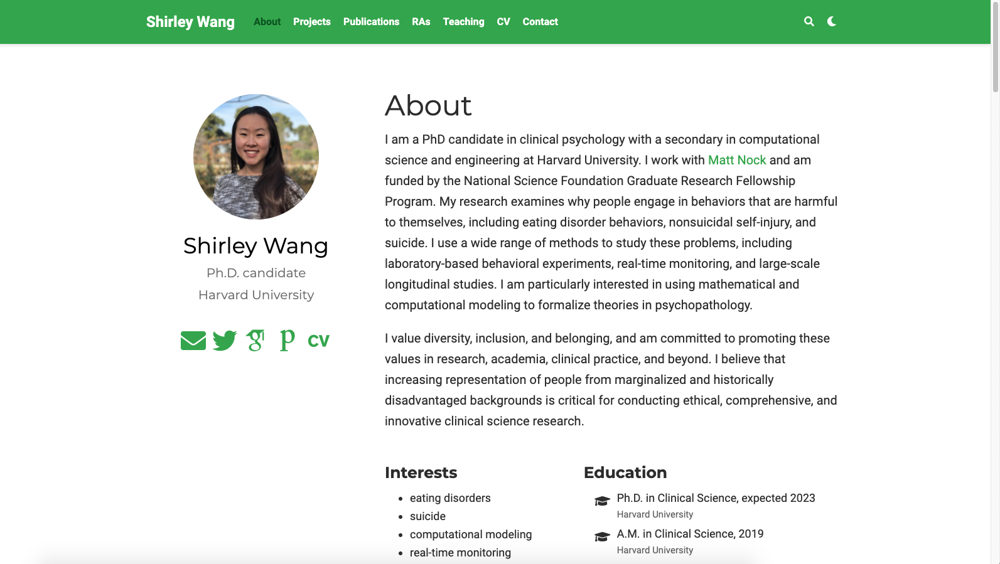 Shirley Wang
About Projects Publications RAs Teaching CV Contact
Shirley Wang
Ph.D. candidate
Harvard University
CV
About
I am a PhD candidate in clinical psychology with a secondary in computational
science and engineering at Harvard University. I work with Matt Nock and am
funded by the National Science Foundation Graduate Research Fellowship
Program. My research examines why people engage in behaviors that are harmful
to themselves, including eating disorder behaviors, nonsuicidal self-injury, and
suicide. I use a wide range of methods to study these problems, including
laboratory-based behavioral experiments, real-time monitoring, and large-scale
longitudinal studies. I am particularly interested in using mathematical and
computational modeling to formalize theories in psychopathology.
I value diversity, inclusion, and belonging, and am committed to promoting these
values in research, academia, clinical practice, and beyond. I believe that
increasing representation of people from marginalized and historically
disadvantaged backgrounds is critical for conducting ethical, comprehensive, and
innovative clinical science research.
Interests
eating disorders
suicide
computational modeling
real-time monitoring
Education
Ph.D. in Clinical Science, expected 2023
Harvard University
A.M. in Clinical Science, 2019
Harvard University